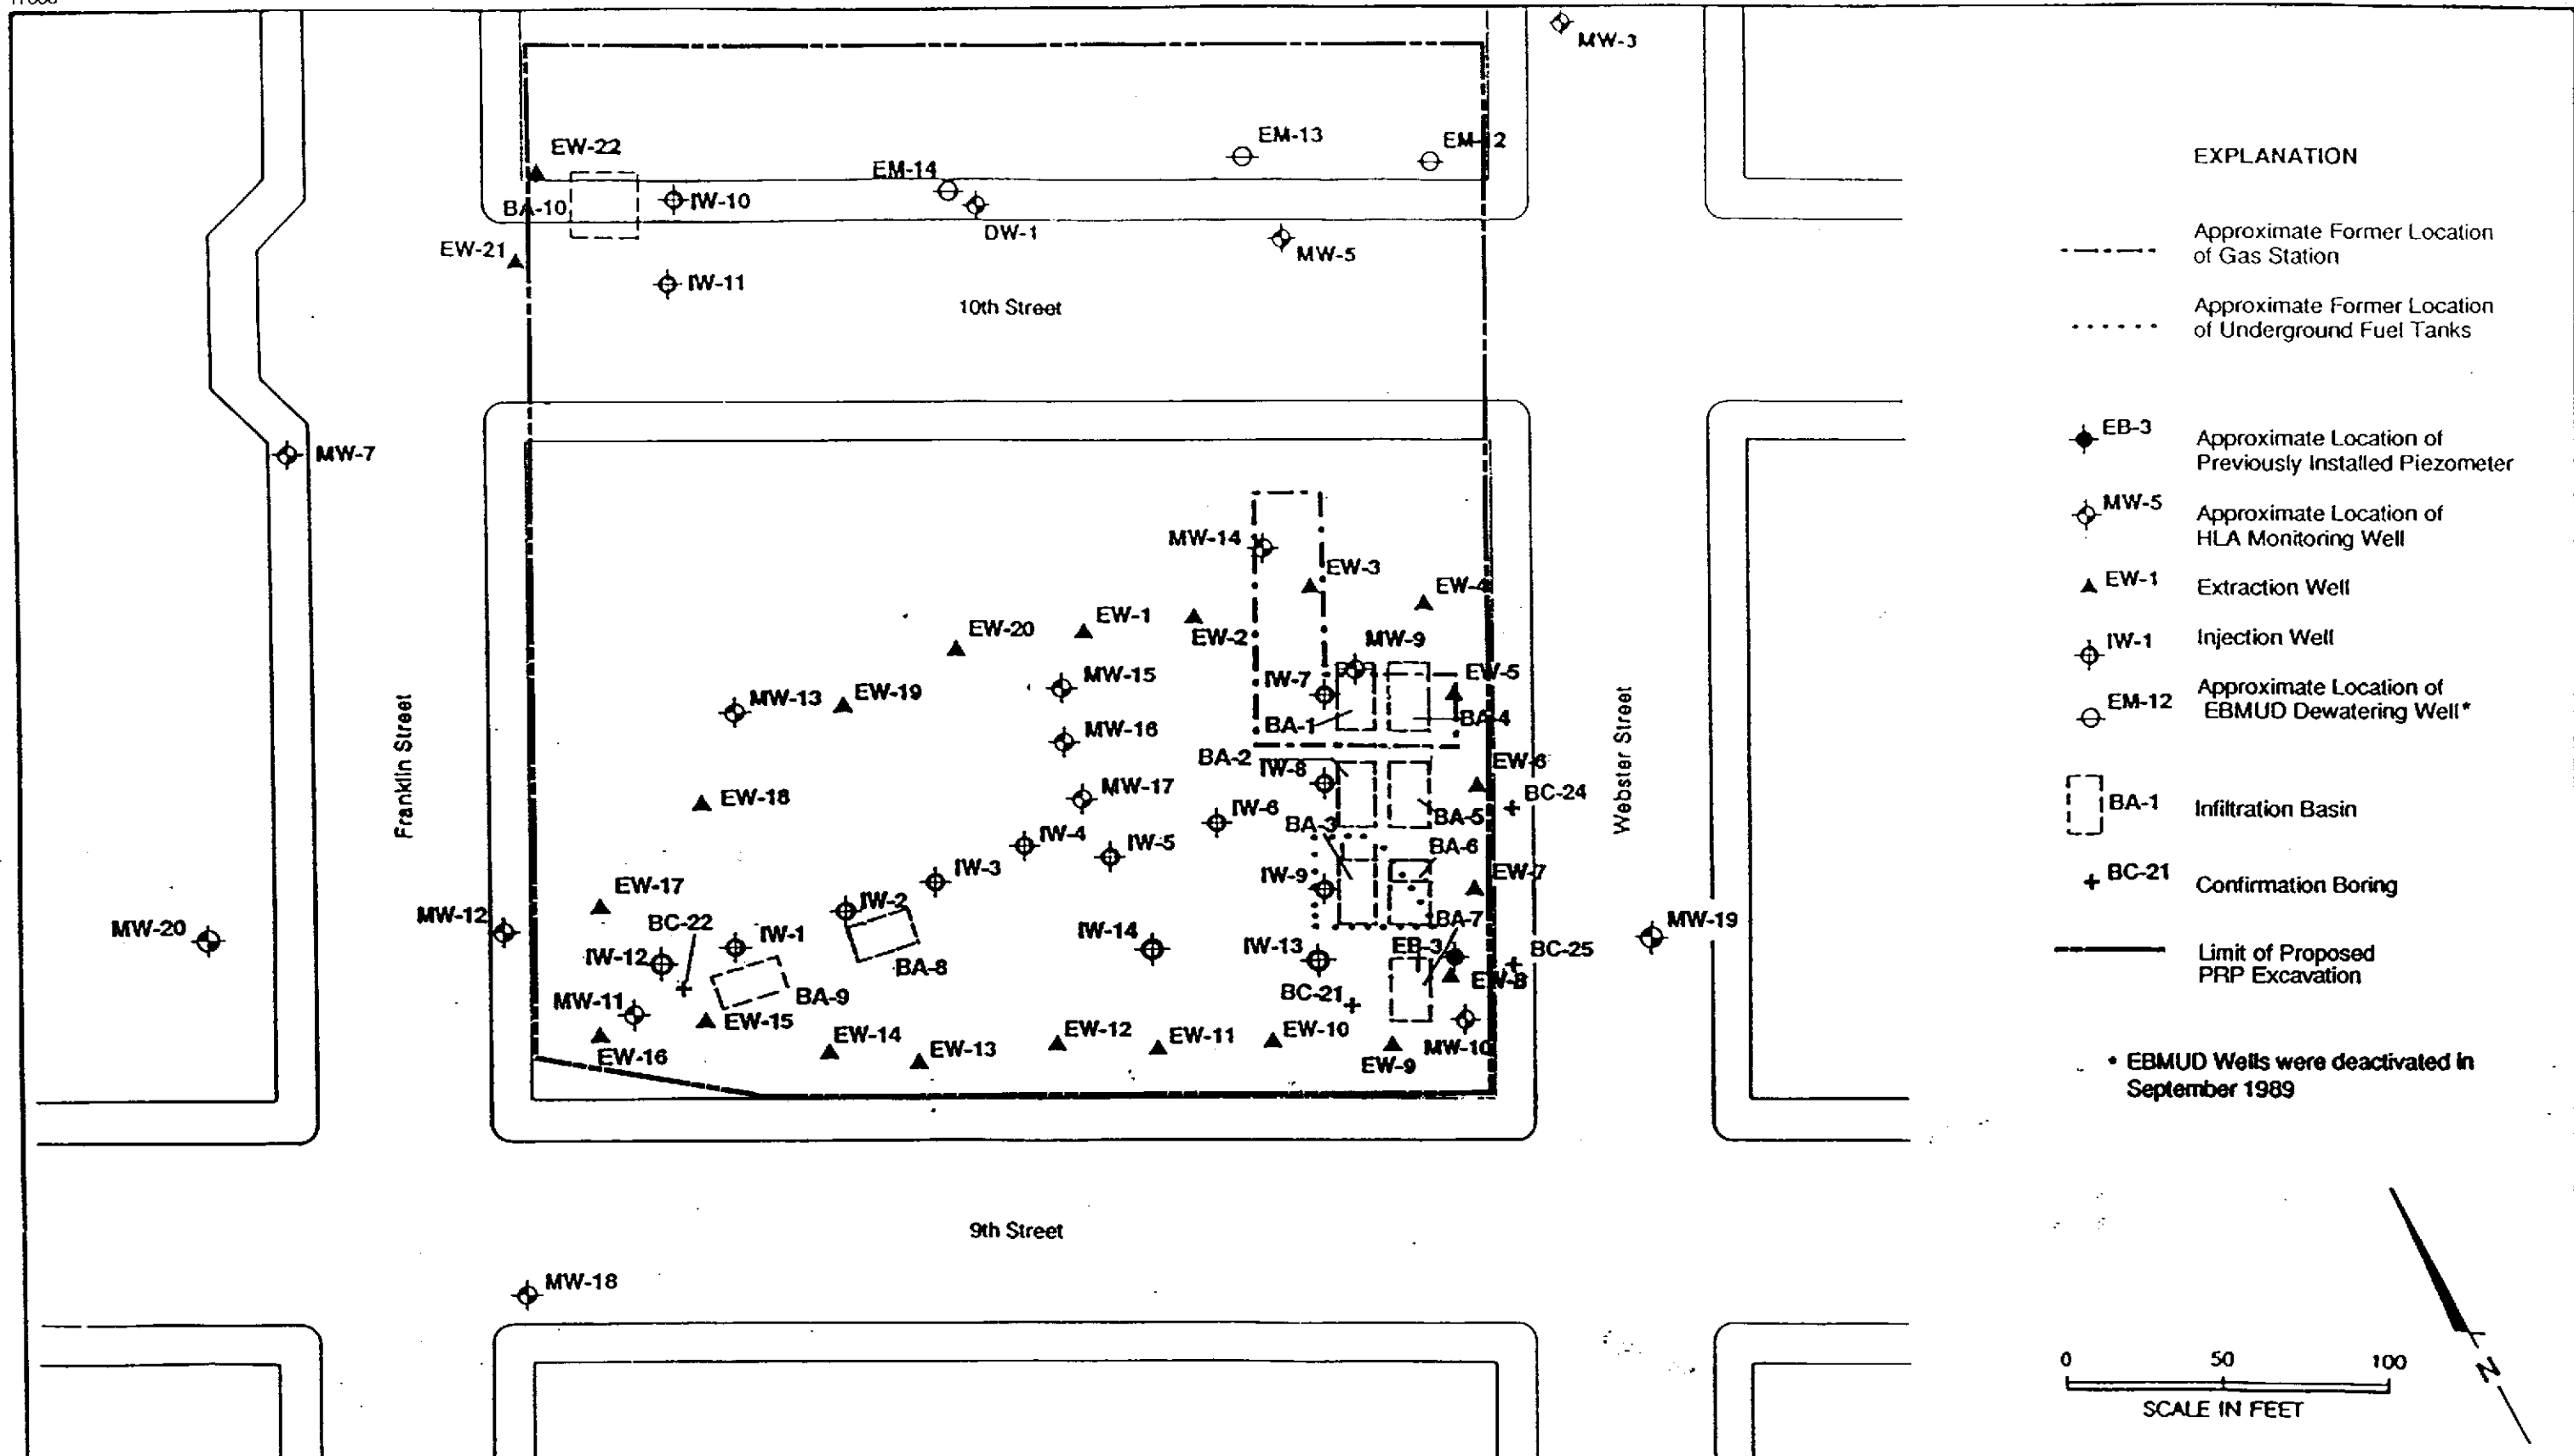 MW-3
EW-22
EM-13
EM-12
EM-14
BA-10
IW-10
DW-1
EW-21
MW-5
IW-11
10th Street
MW-7
MW-14
EW-3
EW-4
EW-20
EW-1
EW-2
MW-9
MW-15
EW-5
IW-7
MW-13
EW-19
BA-1
BA-4
MW-16
BA-2
IW-8
EW-6
Franklin Street
Webster Street
EW-18
MW-17
BC-24
IW-6
BA-3
BA-5
IW-4
IW-5
BA-6
IW-3
IW-9
EW-7
EW-17
IW-2
MW-12
BC-22
BA-7
MW-19
MW-20
IW-1
IW-14
IW-13
EB-3
BC-25
IW-12
BA-8
EW-8
MW-11
BA-9
BC-21
EW-15
EW-14
EW-12
EW-11
EW-10
EW-16
EW-13
EW-9
MW-10
9th Street
MW-18
EXPLANATION
Approximate Former Location
of Gas Station
Approximate Former Location
of Underground Fuel Tanks
EB-3
Approximate Location of
Previously Installed Piezometer
MW-5
Approximate Location of
HLA Monitoring Well
EW-1
Extraction Well
IW-1
Injection Well
EM-12
Approximate Location of
EBMUD Dewatering Well*
BA-1
Infiltration Basin
BC-21
Confirmation Boring
Limit of Proposed
PRP Excavation
* EBMUD Wells were deactivated in
September 1989
N
0 50 100
SCALE IN FEET